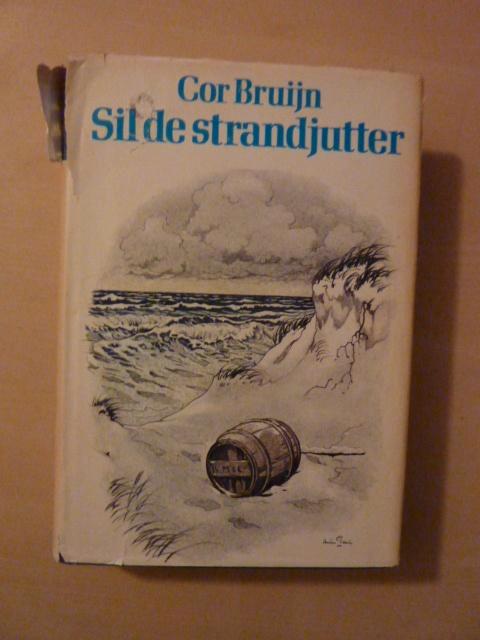 Cor Bruijn
Sil de strandjutter